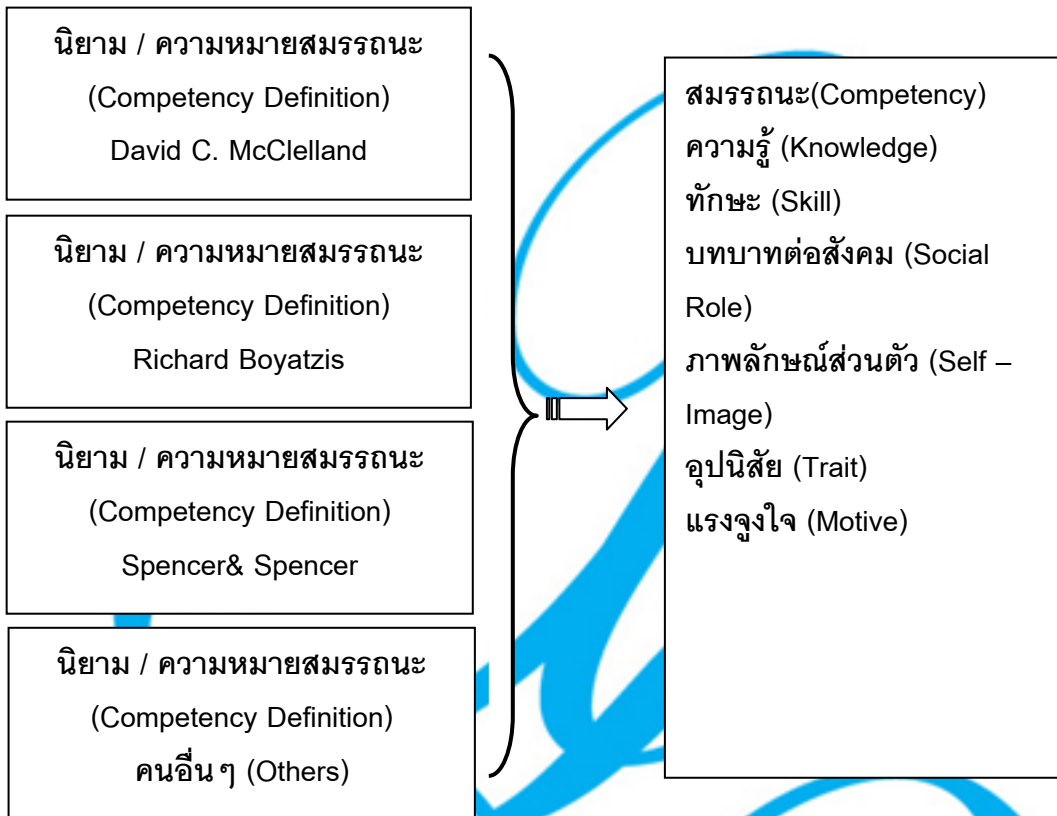 นิยาม / ความหมายสมรรถนะ
(Competency Definition)
David C. McClelland
นิยาม / ความหมายสมรรถนะ
(Competency Definition)
Richard Boyatzis
นิยาม / ความหมายสมรรถนะ
(Competency Definition)
Spencer& Spencer
นิยาม / ความหมายสมรรถนะ
(Competency Definition)
คนอื่น ๆ (Others)
สมรรถนะ(Competency)
ความรู้ (Knowledge)
ทักษะ (Skill)
บทบาทต่อสังคม (Social
Role)
ภาพลักษณ์ส่วนตัว (Self –
Image)
อุปนิสัย (Trait)
แรงจูงใจ (Motive)